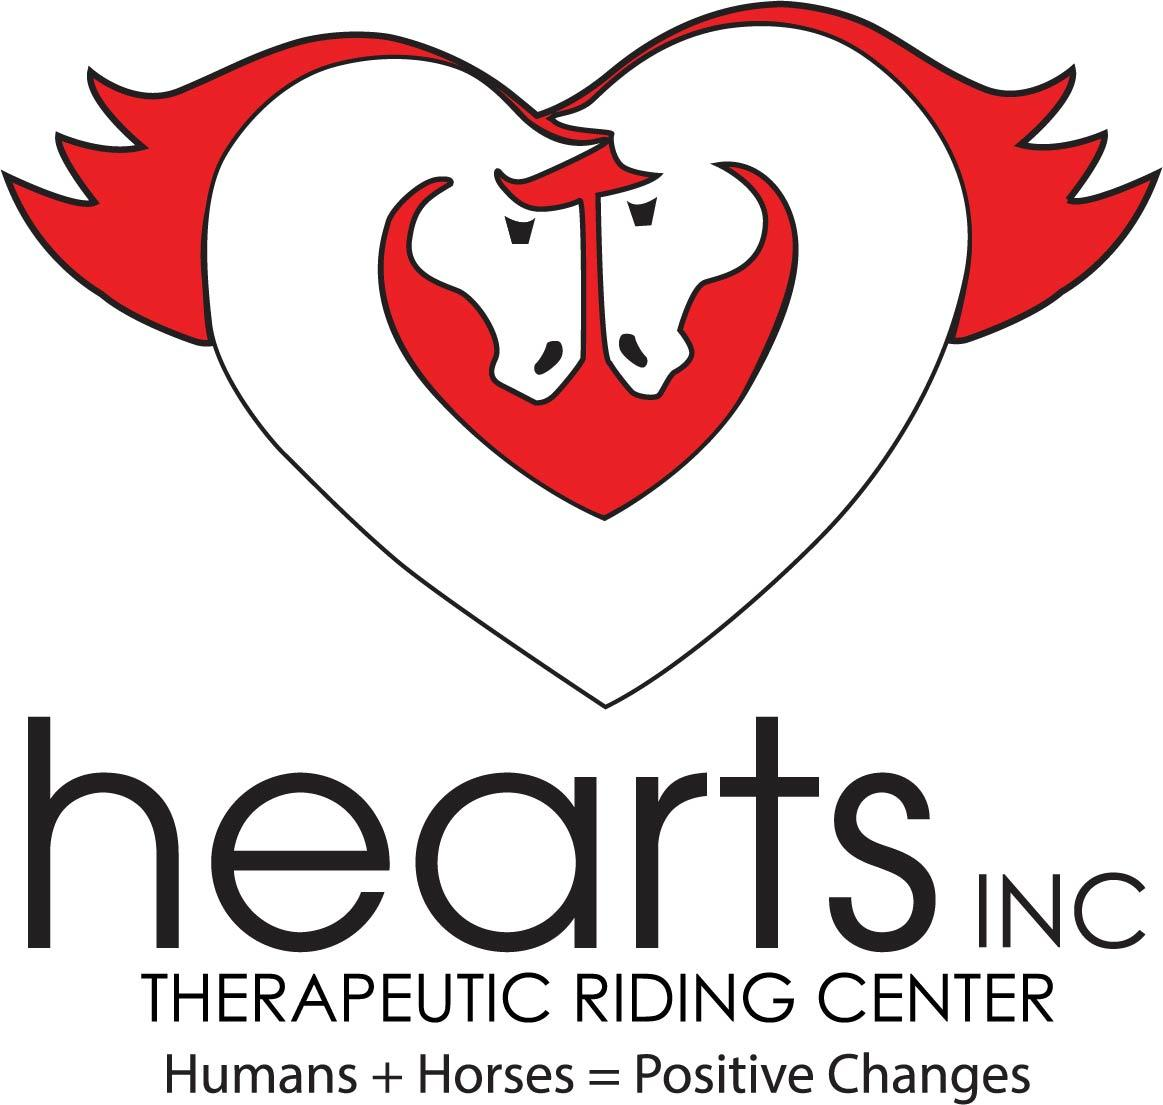 hearts INC
THERAPEUTIC RIDING CENTER
Humans + Horses = Positive Changes